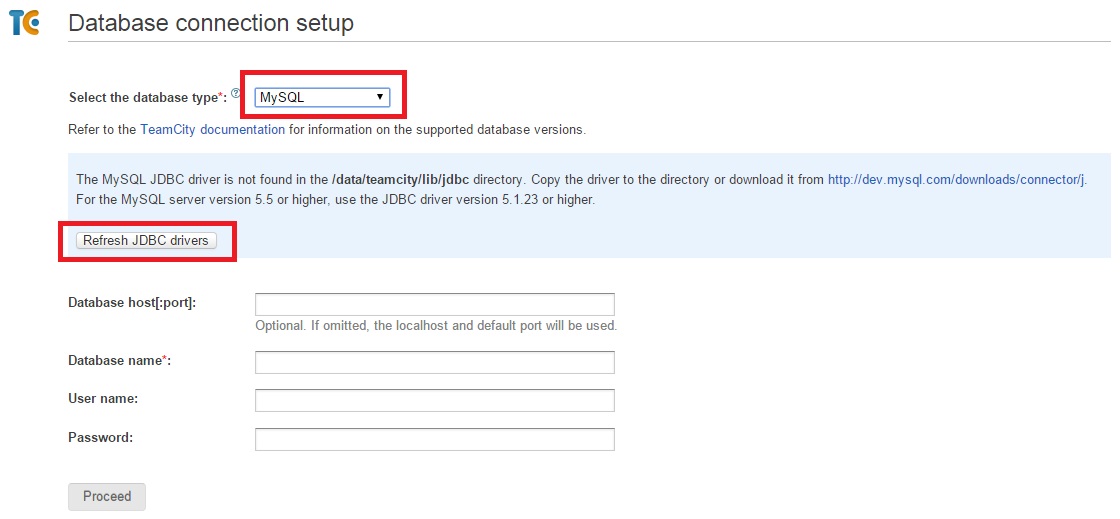 TC Database connection setup
Select the database type*: ? MySQL
Refer to the TeamCity documentation for information on the supported database versions.
The MySQL JDBC driver is not found in the /data/teamcity/lib/jdbc directory. Copy the driver to the directory or download it from http://dev.mysql.com/downloads/connector/j.
For the MySQL server version 5.5 or higher, use the JDBC driver version 5.1.23 or higher.
Refresh JDBC drivers
Database host[:port]:
Optional. If omitted, the localhost and default port will be used.
Database name*:
User name:
Password:
Proceed